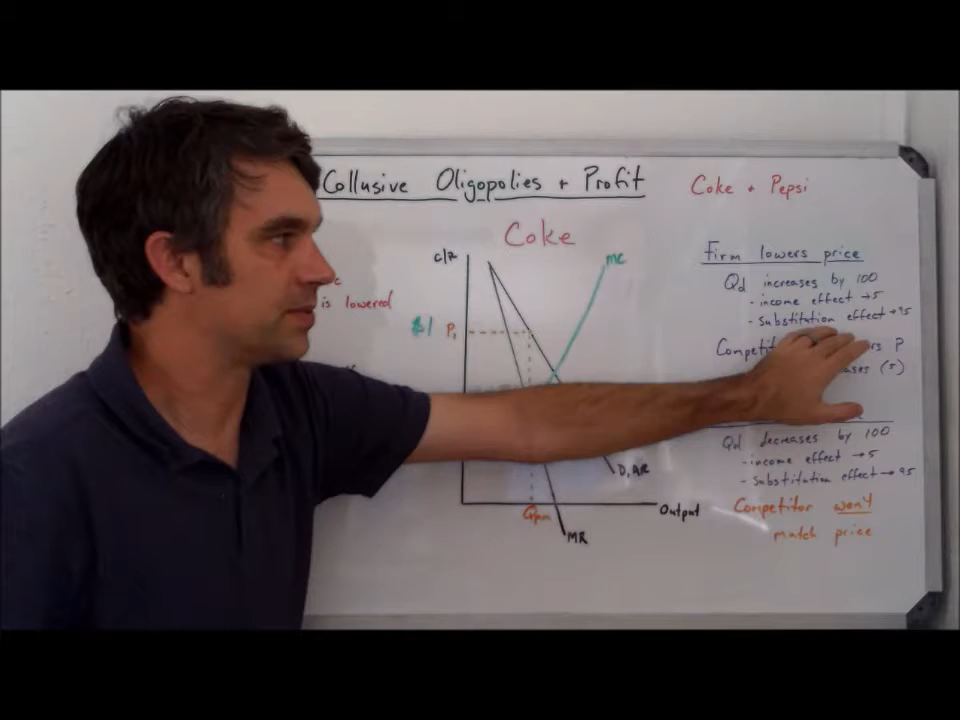 Collusive Oligopolies + Profit
Coke + Pepsi
Coke
c/R
MC
is lowered
$1
P₁
D, AR
Qpm
Output
MR
Firm lowers price
Qd increases by 100
- income effect → 5
- substitution effect → 95
P
(5)
Qd decreases by 100
- income effect → 5
- substitution effect → 95
Competitor won't
match price